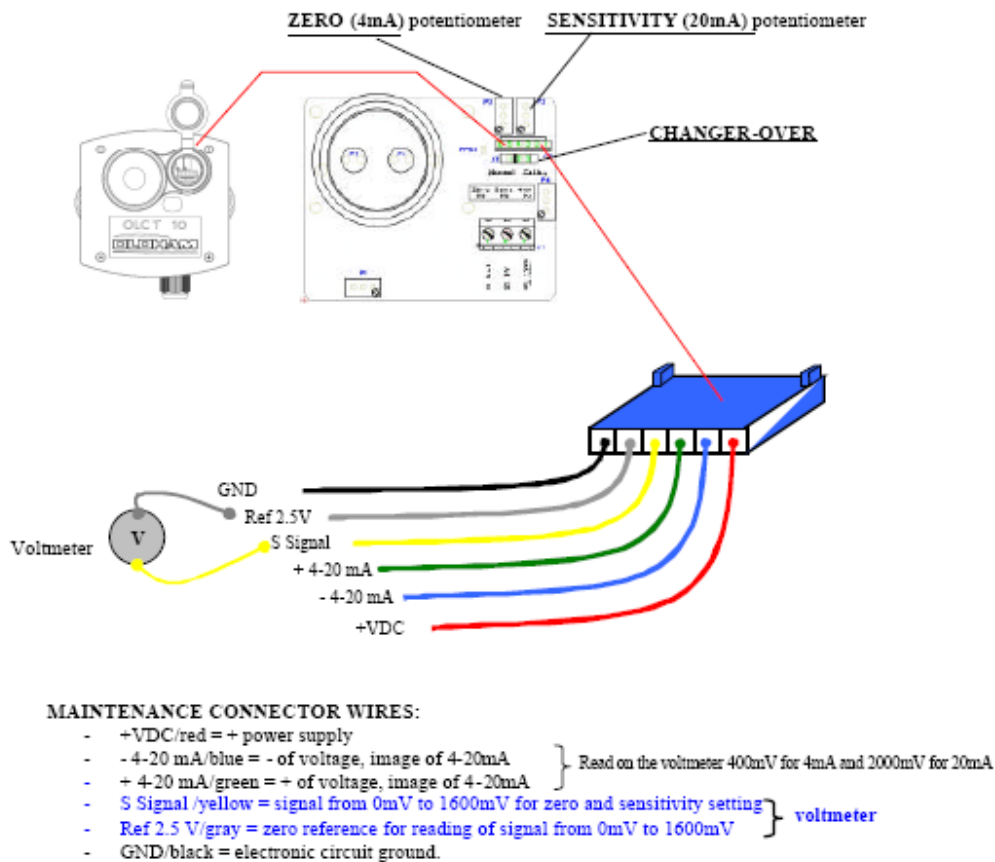 ZERO (4mA) potentiometer
SENSITIVITY (20mA) potentiometer
CHANGER-OVER
Normal
OLCT 10
OLDHAM
GND
Ref 2.5V
Voltmeter
V
S Signal
+ 4-20 mA
- 4-20 mA
+VDC
MAINTENANCE CONNECTOR WIRES:
- +VDC/red = + power supply
- - 4-20 mA/blue = - of voltage, image of 4-20mA
- + 4-20 mA/green = + of voltage, image of 4-20mA
Read on the voltmeter 400mV for 4mA and 2000mV for 20mA
- S Signal /yellow = signal from 0mV to 1600mV for zero and sensitivity setting
- Ref 2.5 V/gray = zero reference for reading of signal from 0mV to 1600mV
voltmeter
- GND/black = electronic circuit ground.